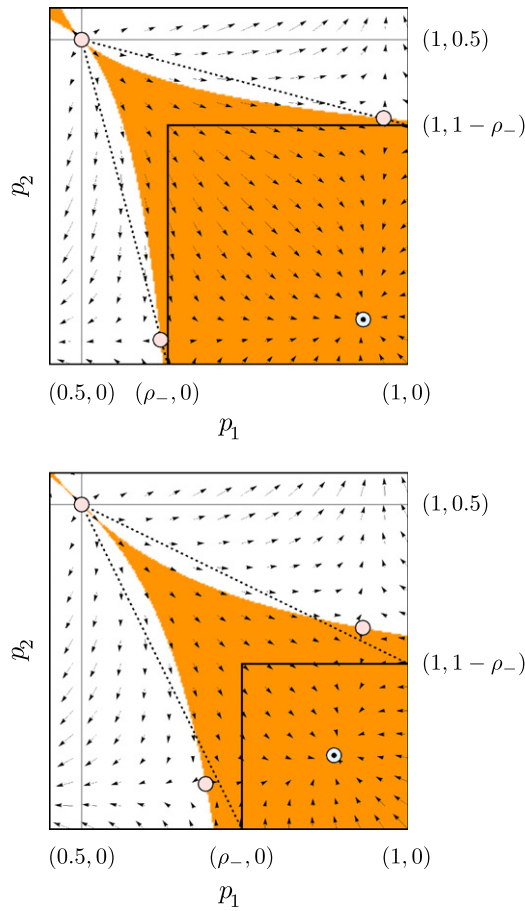 (1, 0.5)
(1, 1 − ρ₋)
p₂
(0.5, 0) (ρ₋, 0) (1, 0)
p₁
(1, 0.5)
p₂
(1, 1 − ρ₋)
(0.5, 0) (ρ₋, 0) (1, 0)
p₁